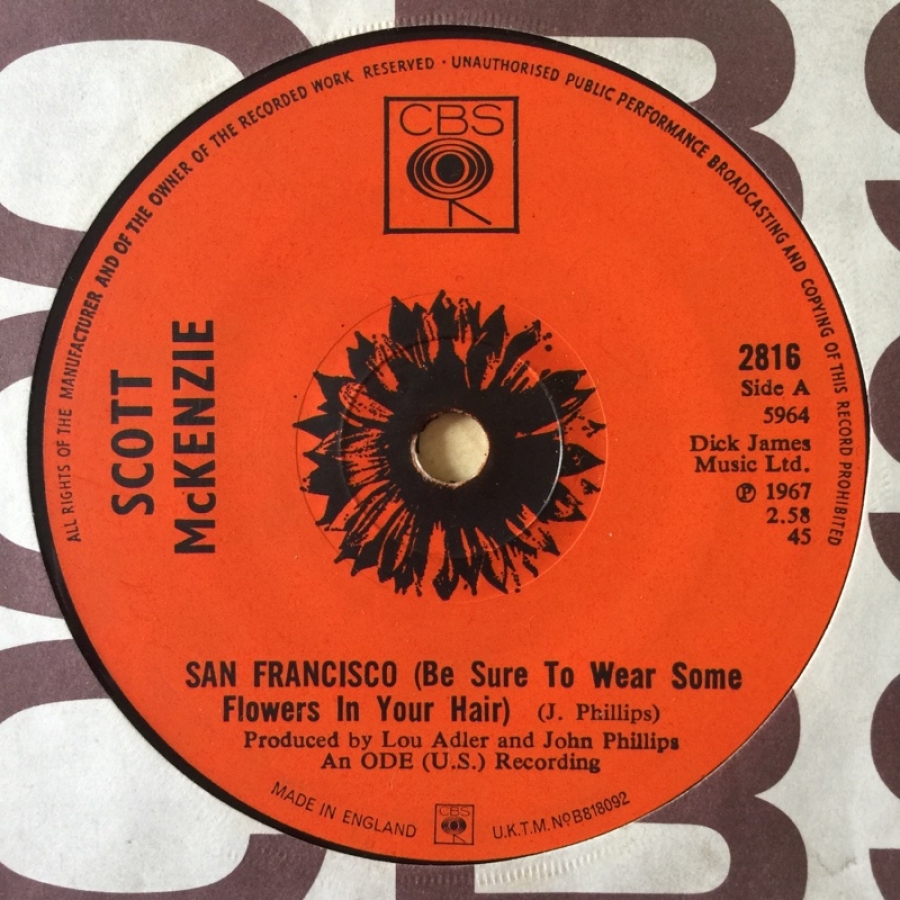 ALL RIGHTS OF THE MANUFACTURER AND OF THE OWNER OF THE RECORDED WORK RESERVED · UNAUTHORISED PUBLIC PERFORMANCE BROADCASTING AND COPYING OF THIS RECORD PROHIBITED
CBS
SCOTT
McKENZIE
2816
Side A
5964
Dick James
Music Ltd.
℗ 1967
2.58
45
SAN FRANCISCO (Be Sure To Wear Some
Flowers In Your Hair) (J. Phillips)
Produced by Lou Adler and John Phillips
An ODE (U.S.) Recording
MADE IN ENGLAND
CBS
U.K.T.M. No B818092